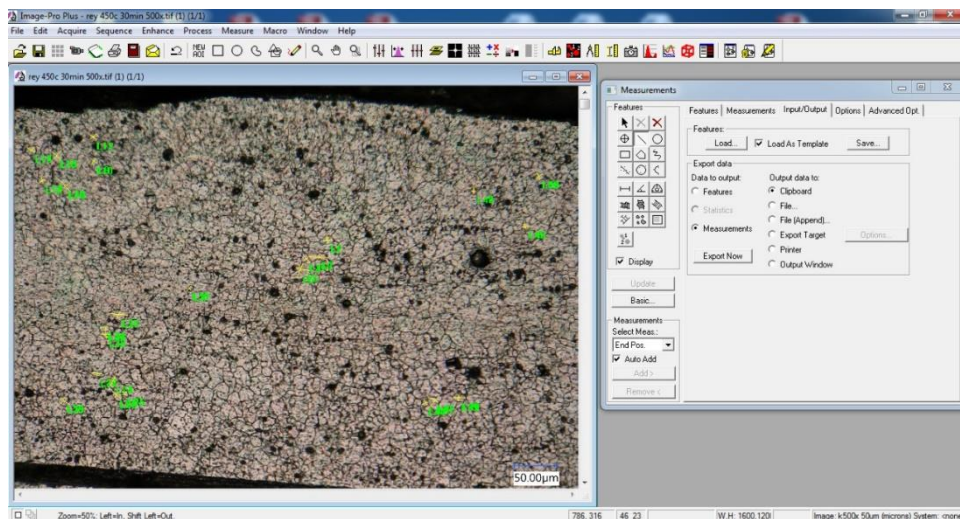 Image-Pro Plus - rey 450c 30min 500x.tif (1) (1/1)
File Edit Acquire Sequence Enhance Process Measure Macro Window Help
NEW
AOI
rey 450c 30min 500x.tif (1) (1/1)
50.00µm
Measurements
Features
Display
Update
Basic...
Measurements
Select Meas.:
End Pos.
Auto Add
Add >
Remove <
Features Measurements Input/Output Options Advanced Opt.
Features:
Load... Load As Template Save...
Export data
Data to output: Output data to:
Features Clipboard
Statistics File...
Measurements File (Append)...
Export Target Options...
Export Now Printer
Output Window
Zoom=50%: Left=In, Shift Left=Out. 786, 316 46 23 W.H: 1600,120 Image: k500x 50um (microns) System: <none